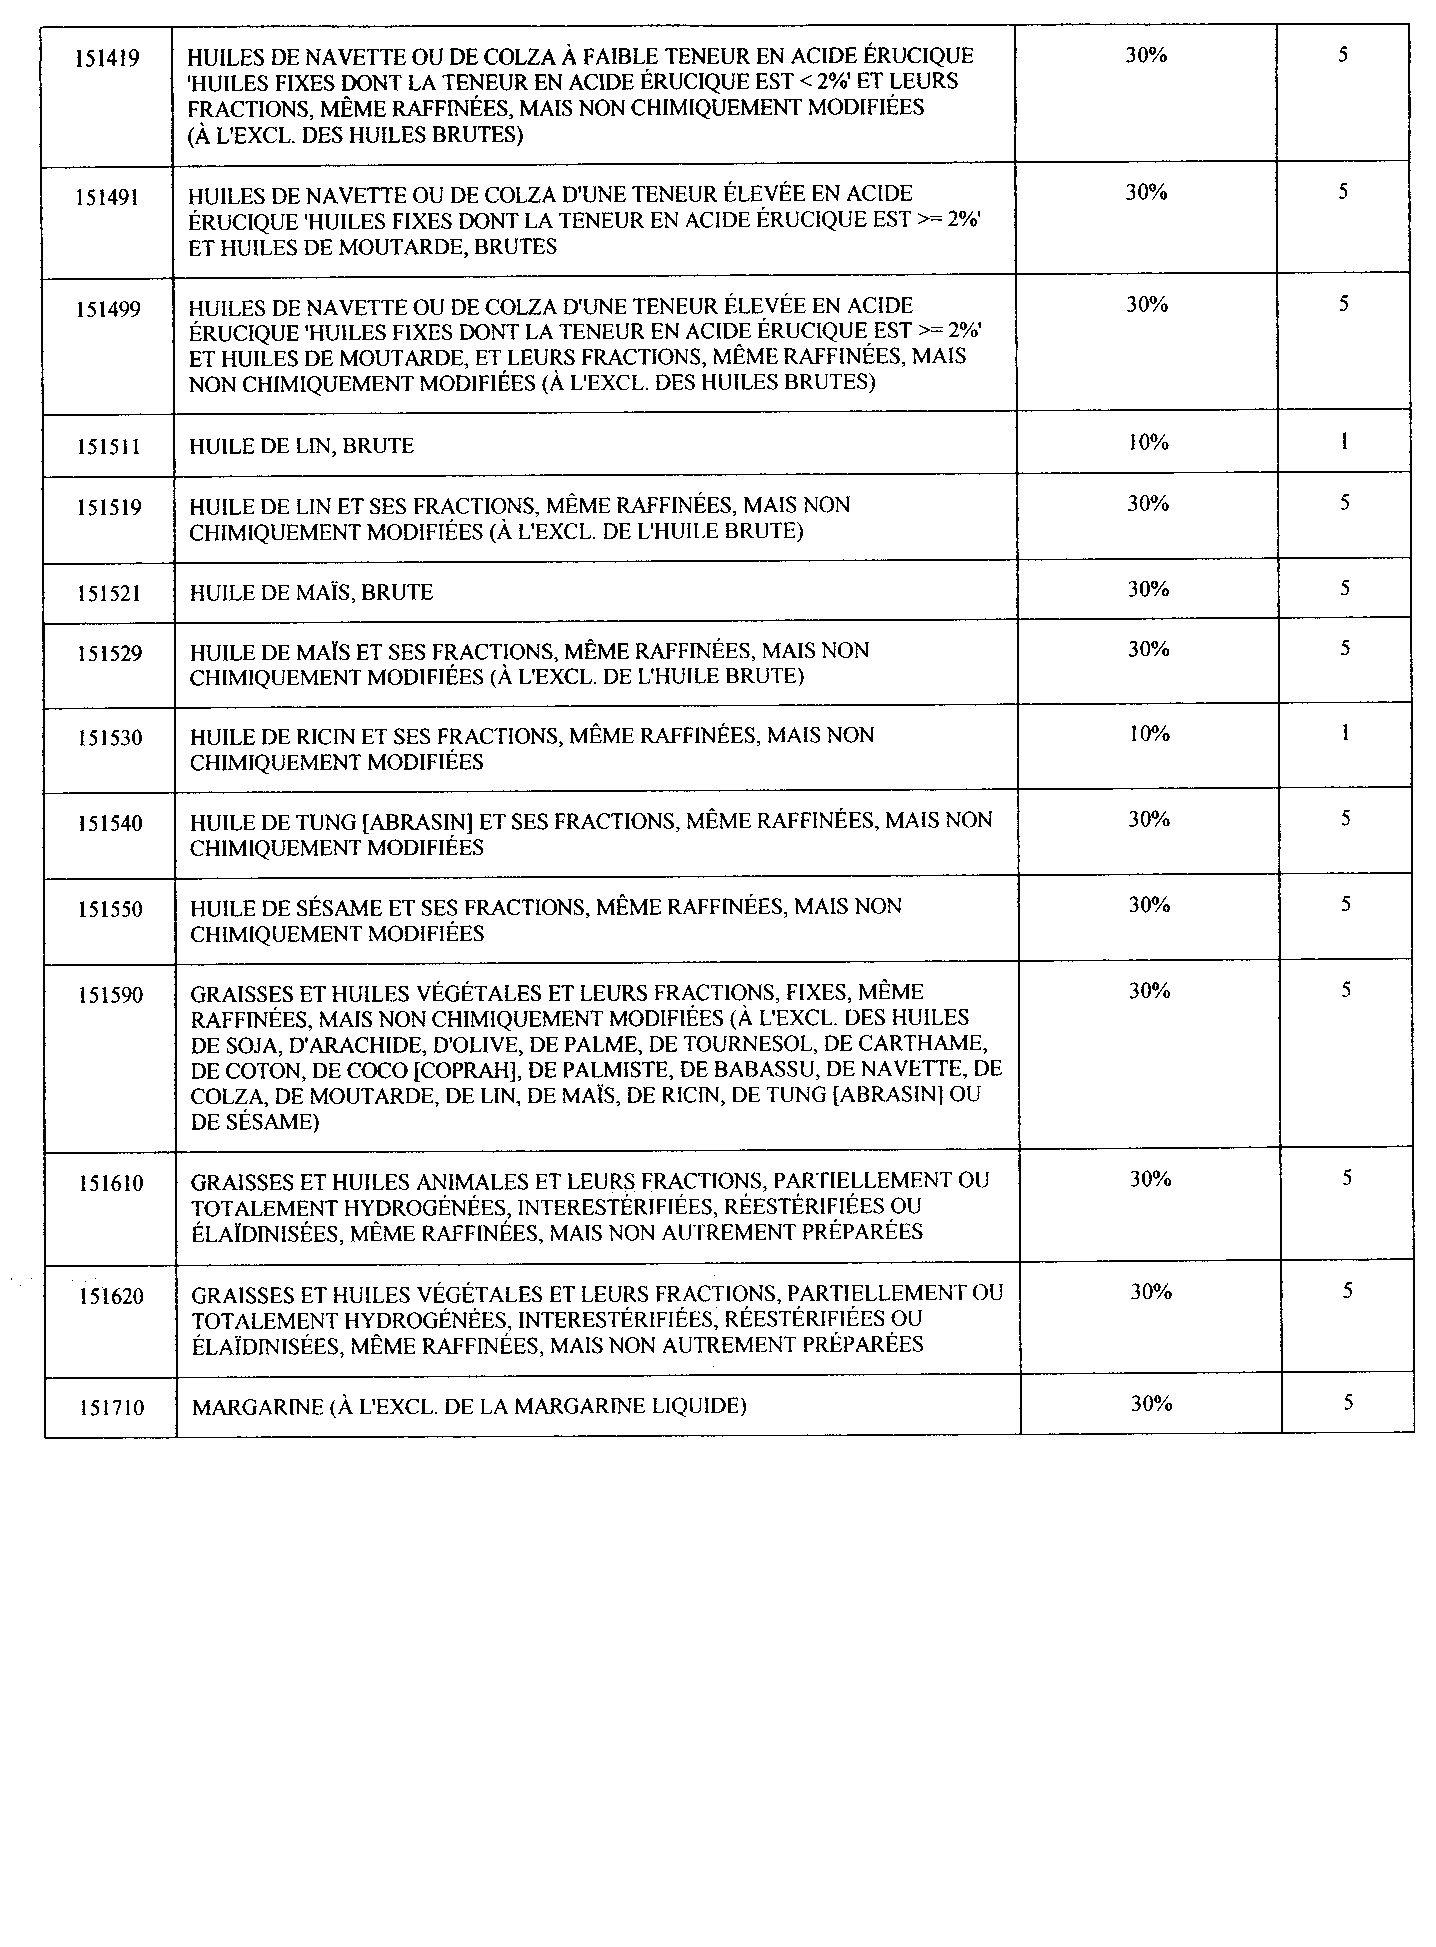 151419 HUILES DE NAVETTE OU DE COLZA À FAIBLE TENEUR EN ACIDE ÉRUCIQUE 30% 5
'HUILES FIXES DONT LA TENEUR EN ACIDE ÉRUCIQUE EST < 2%' ET LEURS
FRACTIONS, MÊME RAFFINÉES, MAIS NON CHIMIQUEMENT MODIFIÉES
(À L'EXCL. DES HUILES BRUTES)
151491 HUILES DE NAVETTE OU DE COLZA D'UNE TENEUR ÉLEVÉE EN ACIDE 30% 5
ÉRUCIQUE 'HUILES FIXES DONT LA TENEUR EN ACIDE ÉRUCIQUE EST >= 2%'
ET HUILES DE MOUTARDE, BRUTES
151499 HUILES DE NAVETTE OU DE COLZA D'UNE TENEUR ÉLEVÉE EN ACIDE 30% 5
ÉRUCIQUE 'HUILES FIXES DONT LA TENEUR EN ACIDE ÉRUCIQUE EST >= 2%'
ET HUILES DE MOUTARDE, ET LEURS FRACTIONS, MÊME RAFFINÉES, MAIS
NON CHIMIQUEMENT MODIFIÉES (À L'EXCL. DES HUILES BRUTES)
151511 HUILE DE LIN, BRUTE 10% 1
151519 HUILE DE LIN ET SES FRACTIONS, MÊME RAFFINÉES, MAIS NON 30% 5
CHIMIQUEMENT MODIFIÉES (À L'EXCL. DE L'HUILE BRUTE)
151521 HUILE DE MAÏS, BRUTE 30% 5
151529 HUILE DE MAÏS ET SES FRACTIONS, MÊME RAFFINÉES, MAIS NON 30% 5
CHIMIQUEMENT MODIFIÉES (À L'EXCL. DE L'HUILE BRUTE)
151530 HUILE DE RICIN ET SES FRACTIONS, MÊME RAFFINÉES, MAIS NON 10% 1
CHIMIQUEMENT MODIFIÉES
151540 HUILE DE TUNG [ABRASIN] ET SES FRACTIONS, MÊME RAFFINÉES, MAIS NON 30% 5
CHIMIQUEMENT MODIFIÉES
151550 HUILE DE SÉSAME ET SES FRACTIONS, MÊME RAFFINÉES, MAIS NON 30% 5
CHIMIQUEMENT MODIFIÉES
151590 GRAISSES ET HUILES VÉGÉTALES ET LEURS FRACTIONS, FIXES, MÊME 30% 5
RAFFINÉES, MAIS NON CHIMIQUEMENT MODIFIÉES (À L'EXCL. DES HUILES
DE SOJA, D'ARACHIDE, D'OLIVE, DE PALME, DE TOURNESOL, DE CARTHAME,
DE COTON, DE COCO [COPRAH], DE PALMISTE, DE BABASSU, DE NAVETTE, DE
COLZA, DE MOUTARDE, DE LIN, DE MAÏS, DE RICIN, DE TUNG [ABRASIN] OU
DE SÉSAME)
151610 GRAISSES ET HUILES ANIMALES ET LEURS FRACTIONS, PARTIELLEMENT OU 30% 5
TOTALEMENT HYDROGÉNÉES, INTERESTÉRIFIÉES, RÉESTÉRIFIÉES OU
ÉLAÏDINISÉES, MÊME RAFFINÉES, MAIS NON AUTREMENT PRÉPARÉES
151620 GRAISSES ET HUILES VÉGÉTALES ET LEURS FRACTIONS, PARTIELLEMENT OU 30% 5
TOTALEMENT HYDROGÉNÉES, INTERESTÉRIFIÉES, RÉESTÉRIFIÉES OU
ÉLAÏDINISÉES, MÊME RAFFINÉES, MAIS NON AUTREMENT PRÉPARÉES
151710 MARGARINE (À L'EXCL. DE LA MARGARINE LIQUIDE) 30% 5